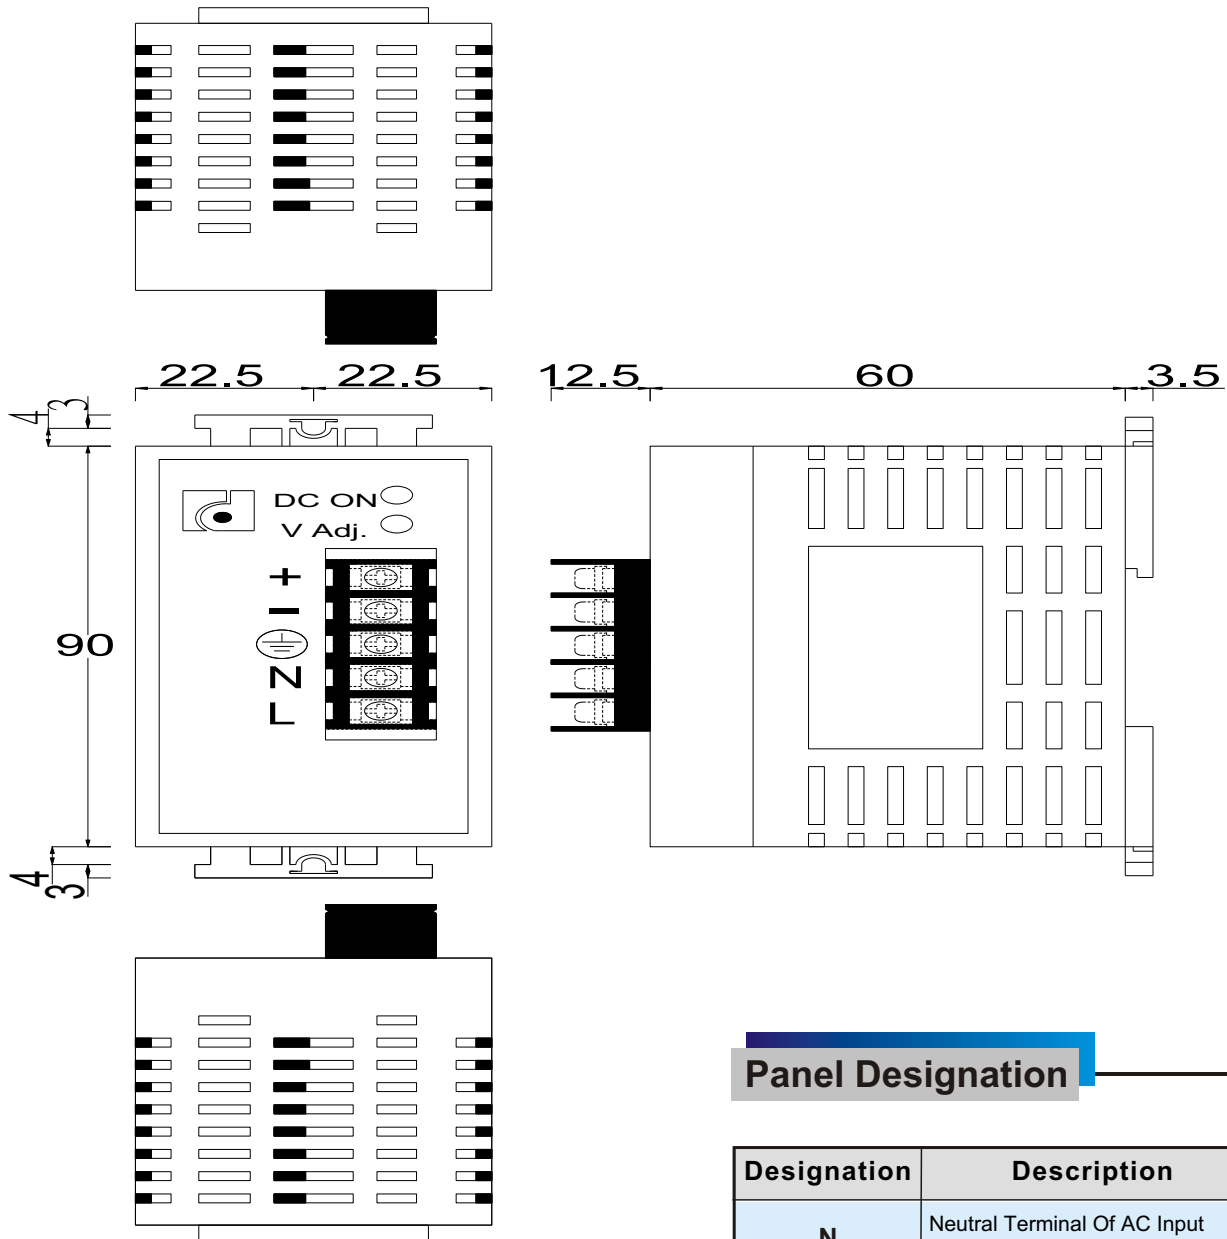 22.5 22.5 12.5 60 3.5
4 3
DC ON
V Adj.
+
90
N
L
4
3
Panel Designation
Designation Description
N Neutral Terminal Of AC Input